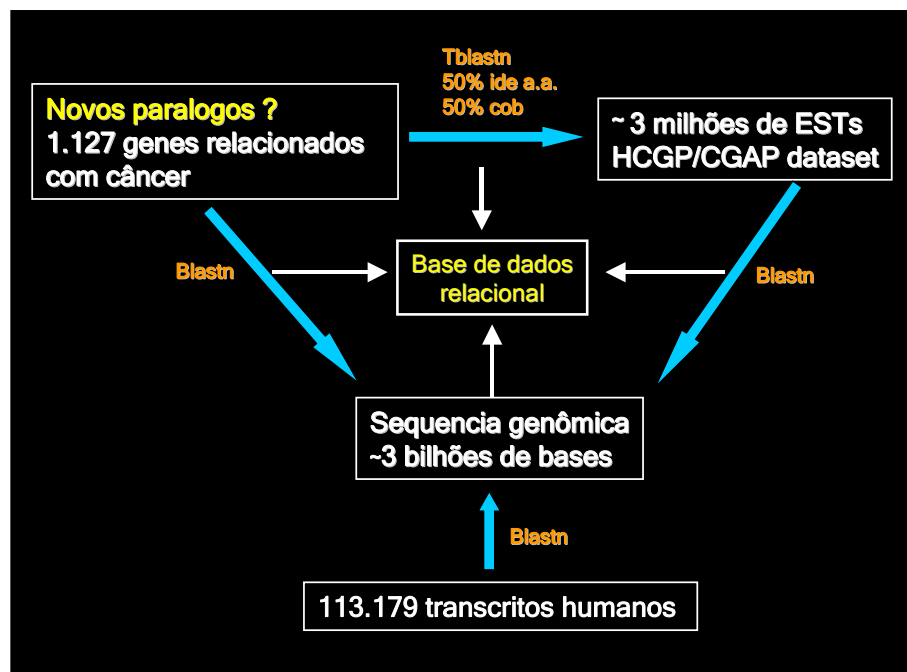 Tblastn
50% ide a.a.
50% cob
Novos paralogos ?
1.127 genes relacionados
com câncer
~ 3 milhões de ESTs
HCGP/CGAP dataset
Blastn
Base de dados
relacional
Blastn
Sequencia genômica
~3 bilhões de bases
Blastn
113.179 transcritos humanos